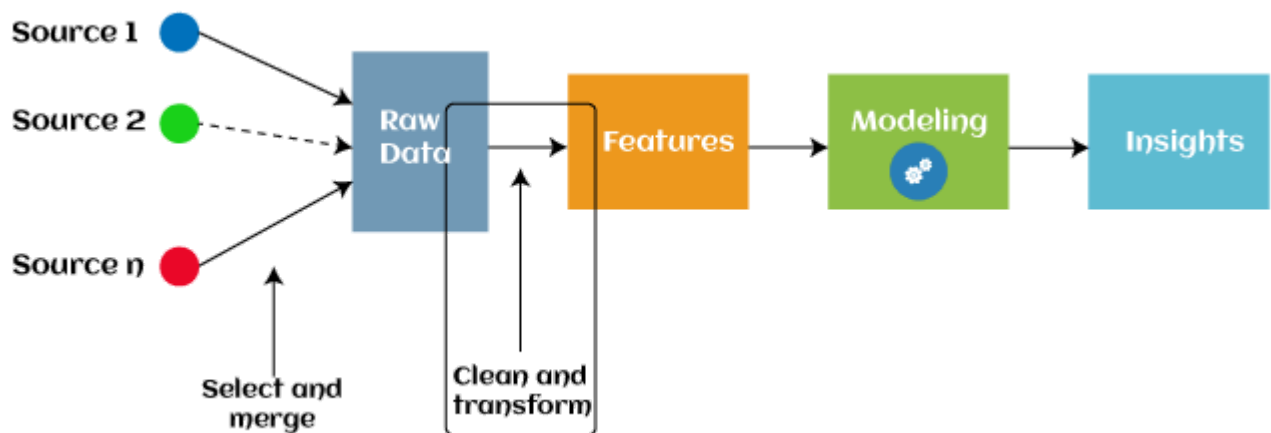 Source 1
Source 2
Source n
Raw
Data
Features
Modeling
Insights
Select and
merge
Clean and
transform